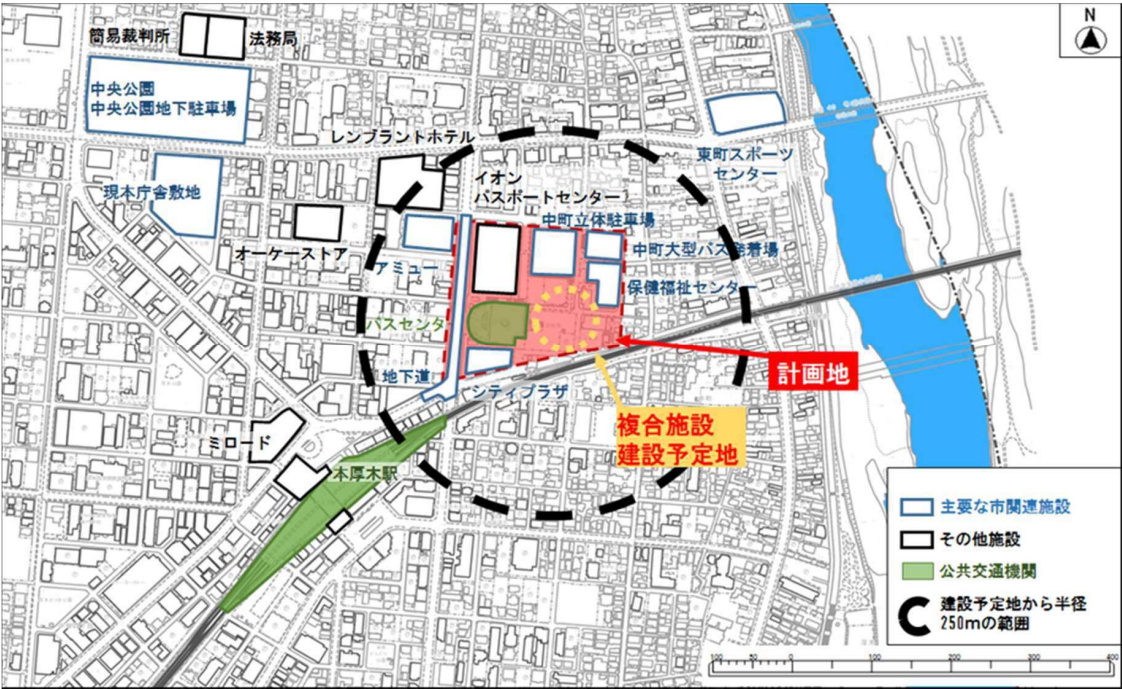 N
簡易裁判所
法務局
中央公園
中央公園地下駐車場
レンブラントホテル
東町スポーツ
センター
現本庁舎敷地
イオン
パスポートセンター
中町立体駐車場
オーケーストア
アミュー
中町大型バス発着場
保健福祉センター
バスセンタ
地下道
シティプラザ
計画地
複合施設
建設予定地
ミロード
本厚木駅
主要な市関連施設
その他施設
公共交通機関
建設予定地から半径
250mの範囲
100 50 0 100 200 300 400